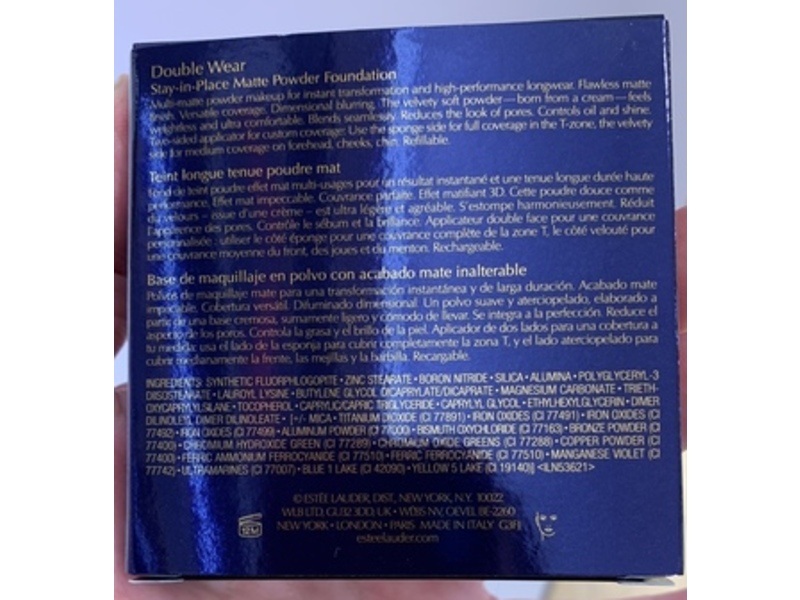 Double Wear
Stay-in-Place Matte Powder Foundation
Multi-matte powder makeup for instant transformation and high-performance longwear. Flawless matte
finish. Versatile coverage. Dimensional blurring. The velvety soft powder—born from a cream—feels
weightless and ultra comfortable. Blends seamlessly. Reduces the look of pores. Controls oil and shine.
Two-sided applicator for custom coverage: Use the sponge side for full coverage in the T-zone, the velvety
side for medium coverage on forehead, cheeks, chin. Refillable.
Teint longue tenue poudre mat
Fond de teint poudre effet mat multi-usages pour un résultat instantané et une tenue longue durée haute
performance. Effet mat impeccable. Couvrance parfaite. Effet matifiant 3D. Cette poudre douce comme
du velours – issue d'une crème – est ultra légère et agréable. S'estompe harmonieusement. Réduit
l'apparence des pores. Contrôle le sébum et la brillance. Applicateur double face pour une couvrance
personnalisée : utiliser le côté éponge pour une couvrance complète de la zone T, le côté velouté pour
une couvrance moyenne du front, des joues et du menton. Rechargeable.
Base de maquillaje en polvo con acabado mate inalterable
Polvos de maquillaje mate para una transformación instantánea y de larga duración. Acabado mate
impecable. Cobertura versátil. Difuminado dimensional. Un polvo suave y aterciopelado, elaborado a
partir de una base cremosa, sumamente ligero y cómodo de llevar. Se integra a la perfección. Reduce el
aspecto de los poros. Controla la grasa y el brillo de la piel. Aplicador de dos lados para una cobertura a
tu medida: usa el lado de la esponja para cubrir completamente la zona T, y el lado aterciopelado para
cubrir medianamente la frente, las mejillas y la barbilla. Recargable.
INGREDIENTS: SYNTHETIC FLUORPHLOGOPITE • ZINC STEARATE • BORON NITRIDE • SILICA • ALUMINA • POLYGLYCERYL-3
DIISOSTEARATE • LAUROYL LYSINE • BUTYLENE GLYCOL DICAPRYLATE/DICAPRATE • MAGNESIUM CARBONATE • TRIETH-
OXYCAPRYLYLSILANE • TOCOPHEROL • CAPRYLIC/CAPRIC TRIGLYCERIDE • CAPRYLYL GLYCOL • ETHYLHEXYLGLYCERIN • DIMER
DILINOLEYL DIMER DILINOLEATE • [+/- MICA • TITANIUM DIOXIDE (CI 77891) • IRON OXIDES (CI 77491) • IRON OXIDES (CI
77492) • IRON OXIDES (CI 77499) • ALUMINUM POWDER (CI 77000) • BISMUTH OXYCHLORIDE (CI 77163) • BRONZE POWDER (CI
77400) • CHROMIUM HYDROXIDE GREEN (CI 77289) • CHROMIUM OXIDE GREENS (CI 77288) • COPPER POWDER (CI
77400) • FERRIC AMMONIUM FERROCYANIDE (CI 77510) • FERRIC FERROCYANIDE (CI 77510) • MANGANESE VIOLET (CI
77742) • ULTRAMARINES (CI 77007) • BLUE 1 LAKE (CI 42090) • YELLOW 5 LAKE (CI 19140)] <ILN53621>
© ESTĒE LAUDER, DIST. NEW YORK, N.Y. 10022
WLB LTD, GU12 3DD, UK • WEBS NV, OEVEL BE-2260
NEW YORK • LONDON • PARIS MADE IN ITALY G3FJ
esteelauder.com
12 M